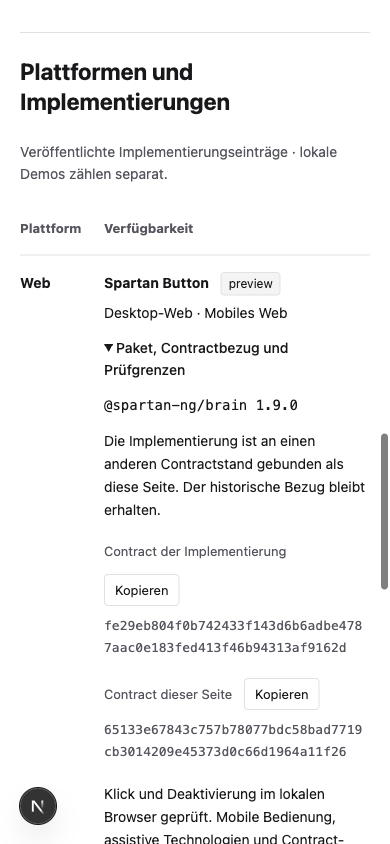 Plattformen und
Implementierungen
Veröffentlichte Implementierungseinträge · lokale
Demos zählen separat.
Plattform Verfügbarkeit
Web Spartan Button preview
Desktop-Web · Mobiles Web
▼ Paket, Contractbezug und
Prüfgrenzen
@spartan-ng/brain 1.9.0
Die Implementierung ist an einen
anderen Contractstand gebunden als
diese Seite. Der historische Bezug bleibt
erhalten.
Contract der Implementierung
Kopieren
fe29eb804f0b742433f143d6b6adbe478
7aac0e183fed413f46b94313af9162d
Contract dieser Seite Kopieren
65133e67843c757b78077bdc58bad7719
cb3014209e45373d0c66d1964a11f26
Klick und Deaktivierung im lokalen
N
Browser geprüft. Mobile Bedienung,
assistive Technologien und Contract-